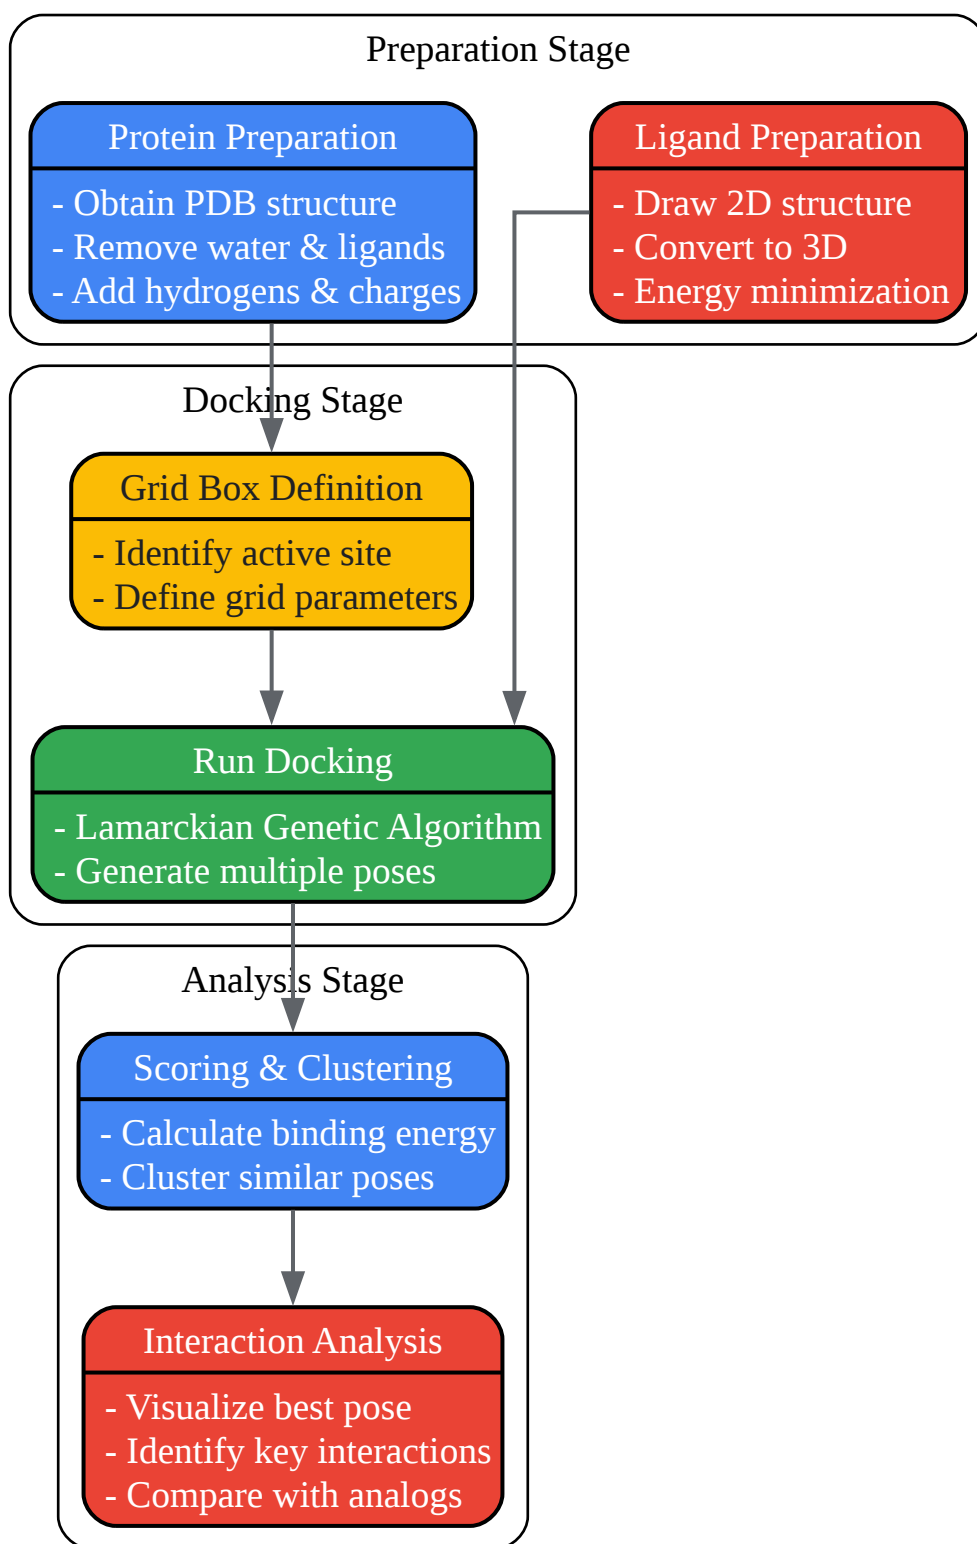 Preparation Stage
Protein Preparation
- Obtain PDB structure
- Remove water & ligands
- Add hydrogens & charges
Ligand Preparation
- Draw 2D structure
- Convert to 3D
- Energy minimization
Docking Stage
Grid Box Definition
- Identify active site
- Define grid parameters
Run Docking
- Lamarckian Genetic Algorithm
- Generate multiple poses
Analysis Stage
Scoring & Clustering
- Calculate binding energy
- Cluster similar poses
Interaction Analysis
- Visualize best pose
- Identify key interactions
- Compare with analogs